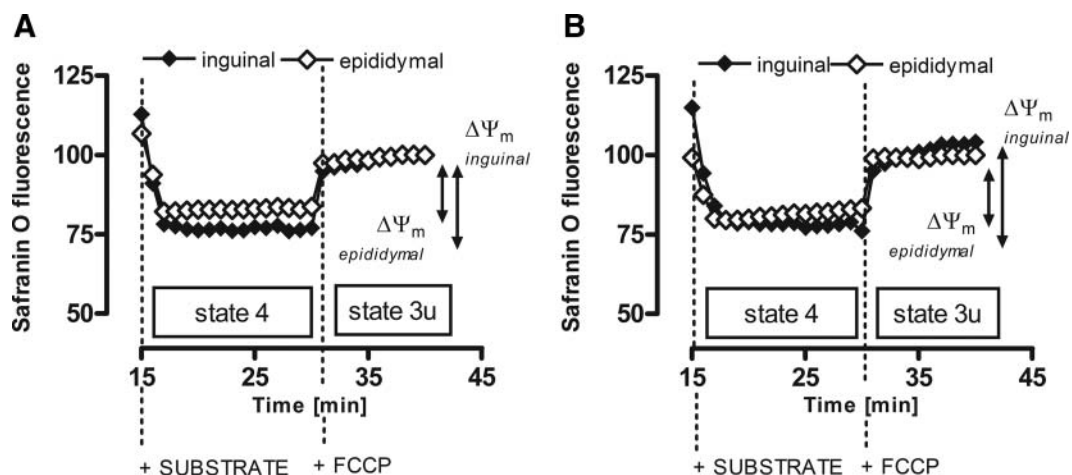 A
inguinal epididymal
Safranin O fluorescence
125
100
75
50
ΔΨm
inguinal
ΔΨm
epididymal
state 4
state 3u
15 25 35 45
Time [min]
+ SUBSTRATE + FCCP
B
inguinal epididymal
Safranin O fluorescence
125
100
75
50
ΔΨm
inguinal
ΔΨm
epididymal
state 4
state 3u
15 25 35 45
Time [min]
+ SUBSTRATE + FCCP